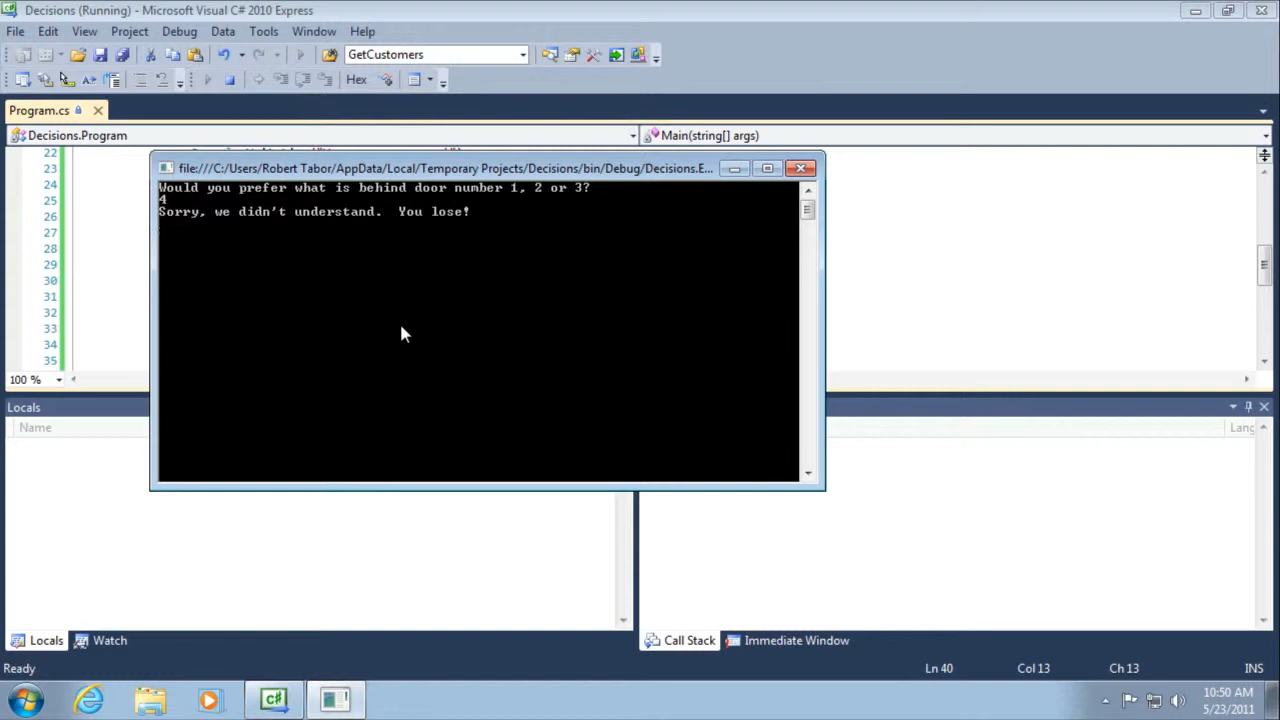 Decisions (Running) - Microsoft Visual C# 2010 Express
File Edit View Project Debug Data Tools Window Help
GetCustomers
Hex
Program.cs
Decisions.Program
Main(string[] args)
22
23
24
25
26
27
28
29
30
31
32
33
34
35
file:///C:/Users/Robert Tabor/AppData/Local/Temporary Projects/Decisions/bin/Debug/Decisions.E...
Would you prefer what is behind door number 1, 2 or 3?
4
Sorry, we didn't understand.  You lose!
100 %
Locals
Name
Lang
Locals Watch
Call Stack Immediate Window
Ready Ln 40 Col 13 Ch 13 INS
10:50 AM
5/23/2011